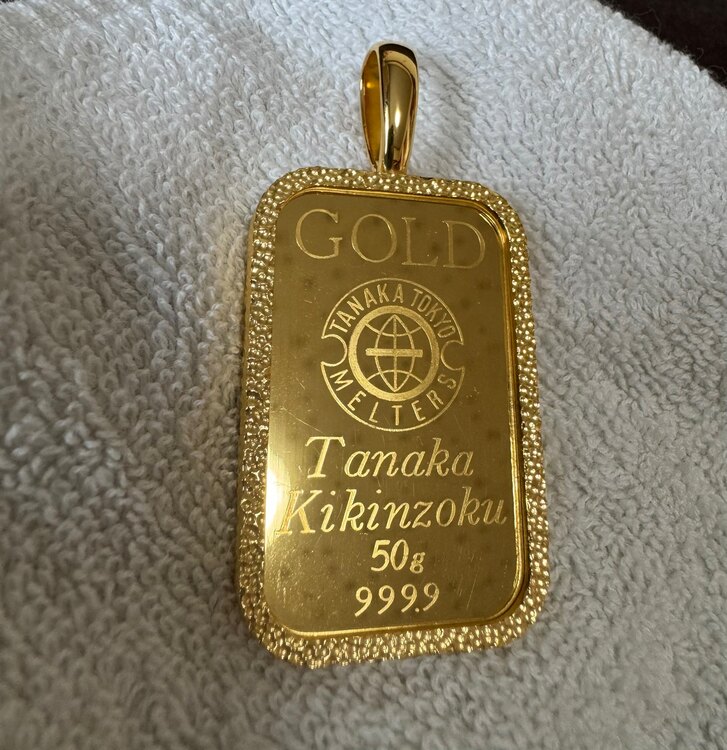 GOLD
TANAKA TOKYO
MELTERS
Tanaka
Kikinzoku
50g
999.9